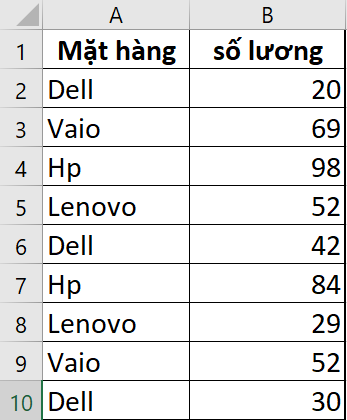 A B
1 Mặt hàng số lương
2 Dell 20
3 Vaio 69
4 Hp 98
5 Lenovo 52
6 Dell 42
7 Hp 84
8 Lenovo 29
9 Vaio 52
10 Dell 30